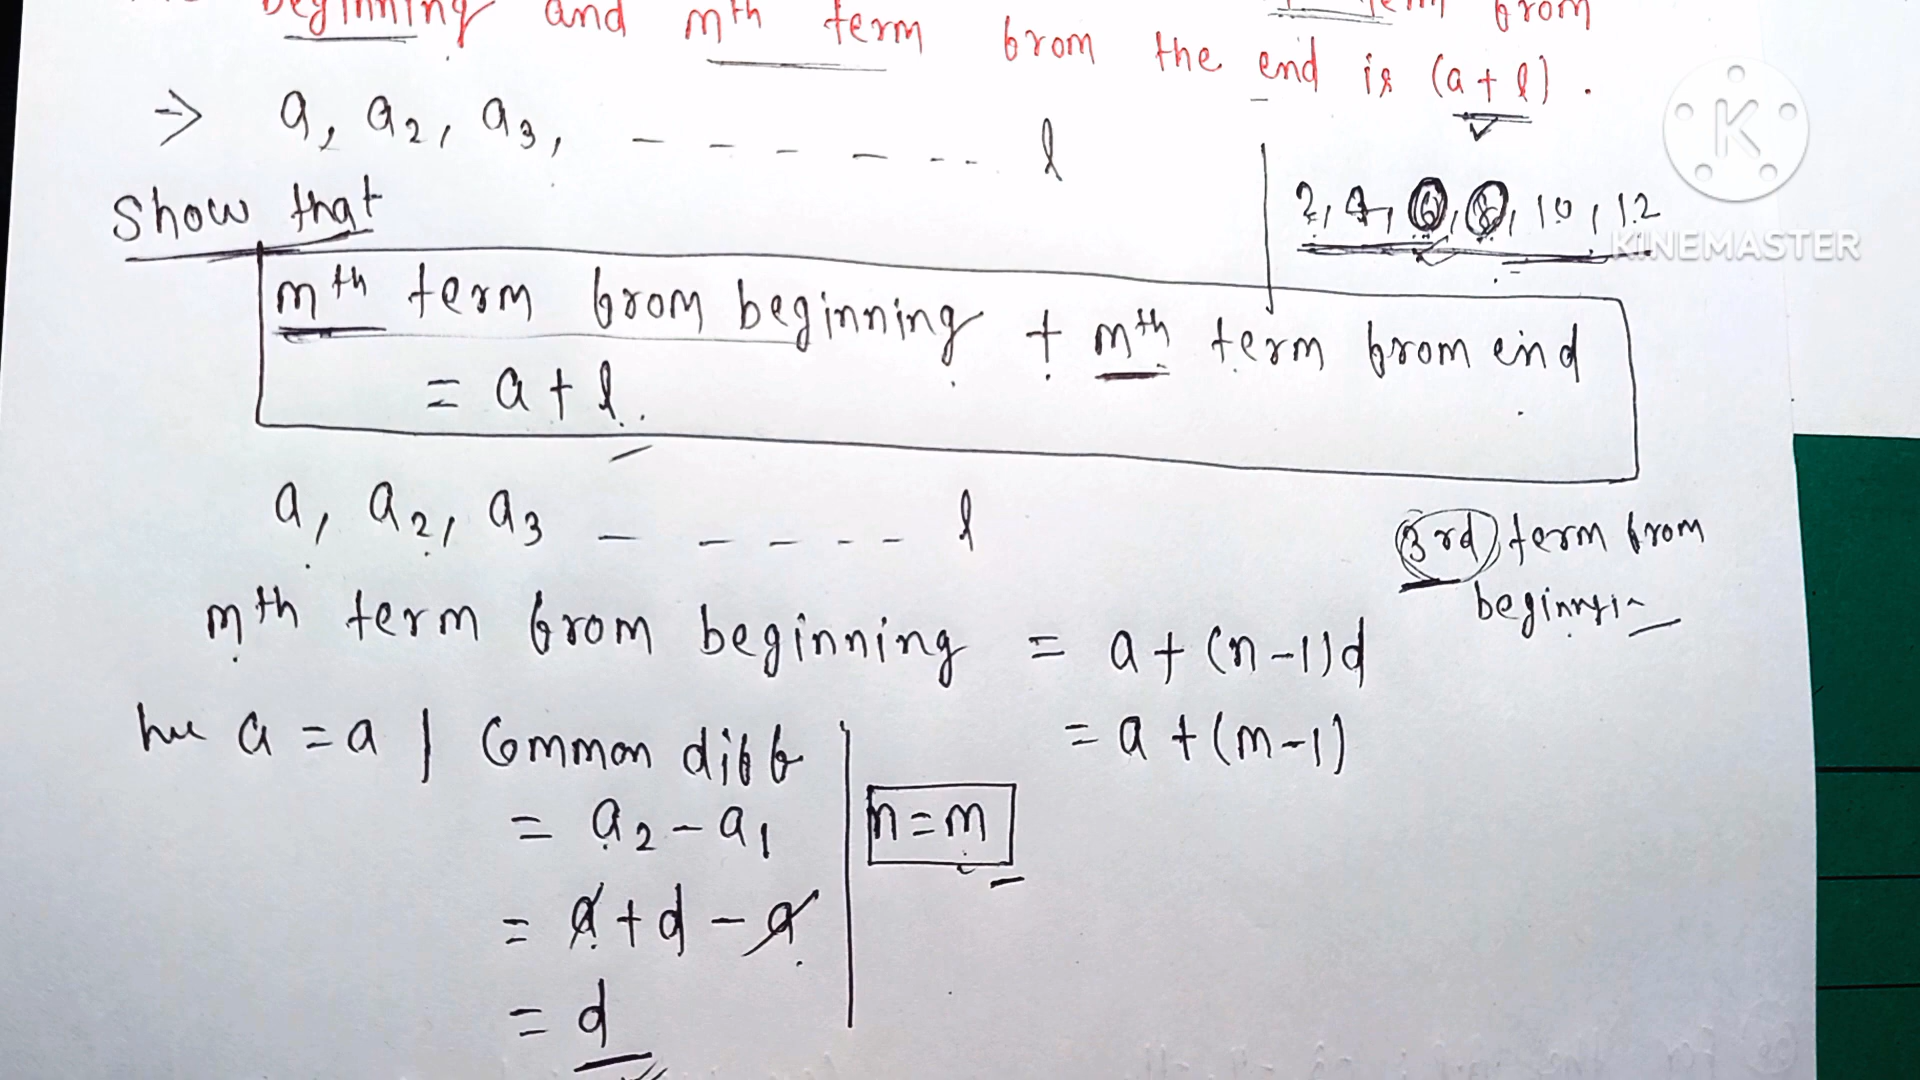 beginning and mth term from
from the end is (a + l).
⇒ a, a2, a3, - - - - - - l
2, 4, 6, 8, 10, 12
K
KINEMASTER
Show that
mth term from beginning + mth term from end
= a + l.
a, a2, a3 - - - - - l
3rd term from
mth term from beginning = a + (n-1)d
a = a | Common diff
= a + (m-1)
= a2 - a1
n = m
= a + d - a
= d